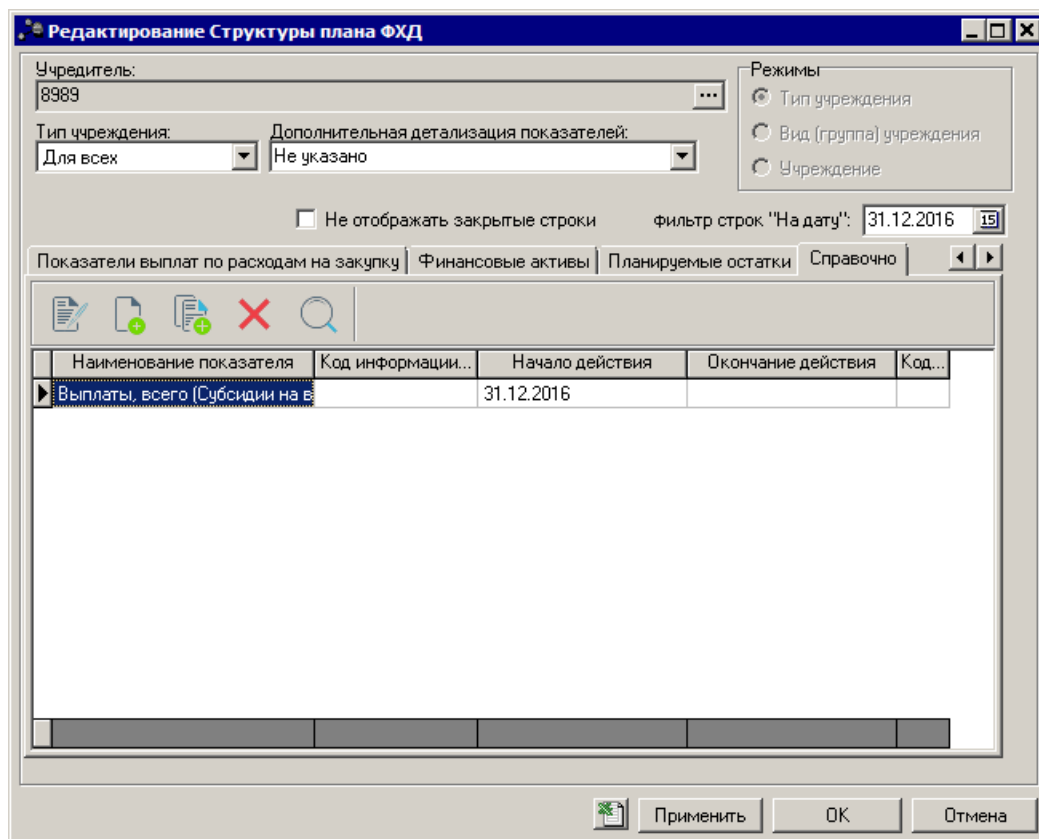 Редактирование Структуры плана ФХД
Учредитель:
8989
...
Режимы
Тип учреждения
Вид (группа) учреждения
Учреждение
Тип учреждения:
Дополнительная детализация показателей:
Для всех
Не указано
Не отображать закрытые строки
фильтр строк "На дату":
31.12.2016
15
Показатели выплат по расходам на закупку
Финансовые активы
Планируемые остатки
Справочно
Наименование показателя
Код информации...
Начало действия
Окончание действия
Код...
Выплаты, всего (Субсидии на в
31.12.2016
Применить
OK
Отмена